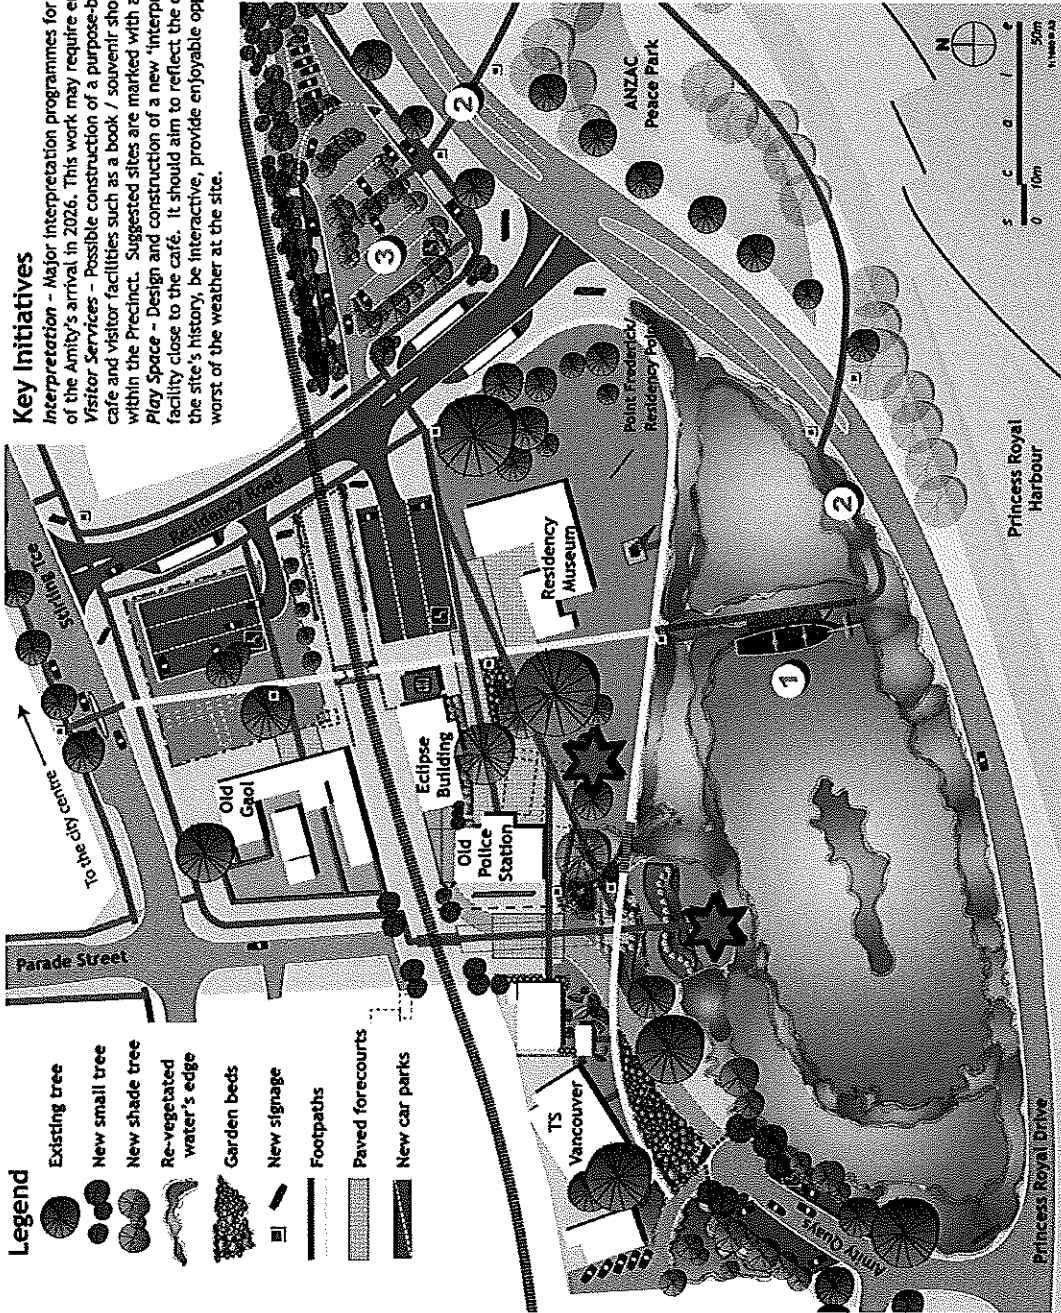 Key Initiatives
Interpretation – Major interpretation programmes for
of the Amity's arrival in 2026. This work may require
Visitor Services – Possible construction of a
cafe and visitor facilities such as a book / souvenir
within the Precinct. Suggested sites are marked with a
Play Space – Design and construction of a new
facility close to the café. It should aim to reflect the
the site's history, be interactive, provide enjoyable
worst of the weather at the site.
Legend
Existing tree
New small tree
New shade tree
Re-vegetated
water's edge
Garden beds
New signage
Footpaths
Paved forecourts
New car parks
To the city centre
Stirling Tce
Parade Street
Residency Road
Old
Gaol
Eclipse
Building
Old
Police
Station
Residency
Museum
Point Frederick/
Residency Point
TS
Vancouver
Amity Quays
Princess Royal Drive
Princess Royal
Harbour
ANZAC
Peace Park
1
2
2
3
N
S c a l e
0 10m 50m